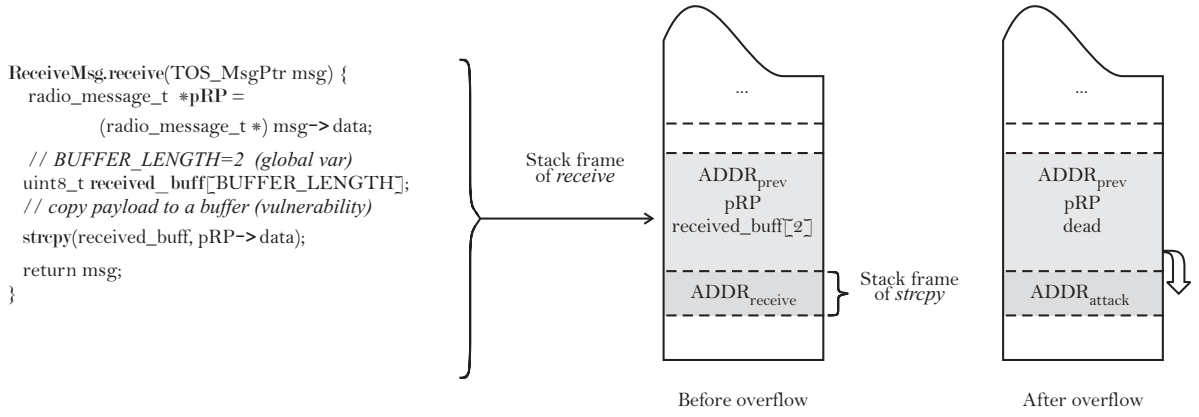 ReceiveMsg.receive(TOS_MsgPtr msg) {
radio_message_t *pRP =
(radio_message_t *) msg->data;
// BUFFER_LENGTH=2 (global var)
uint8_t received_buff[BUFFER_LENGTH];
// copy payload to a buffer (vulnerability)
strcpy(received_buff, pRP->data);
return msg;
}
Stack frame
of receive
...
ADDRprev
pRP
received_buff[2]
ADDRreceive
Stack frame
of strcpy
Before overflow
...
ADDRprev
pRP
dead
ADDRattack
After overflow